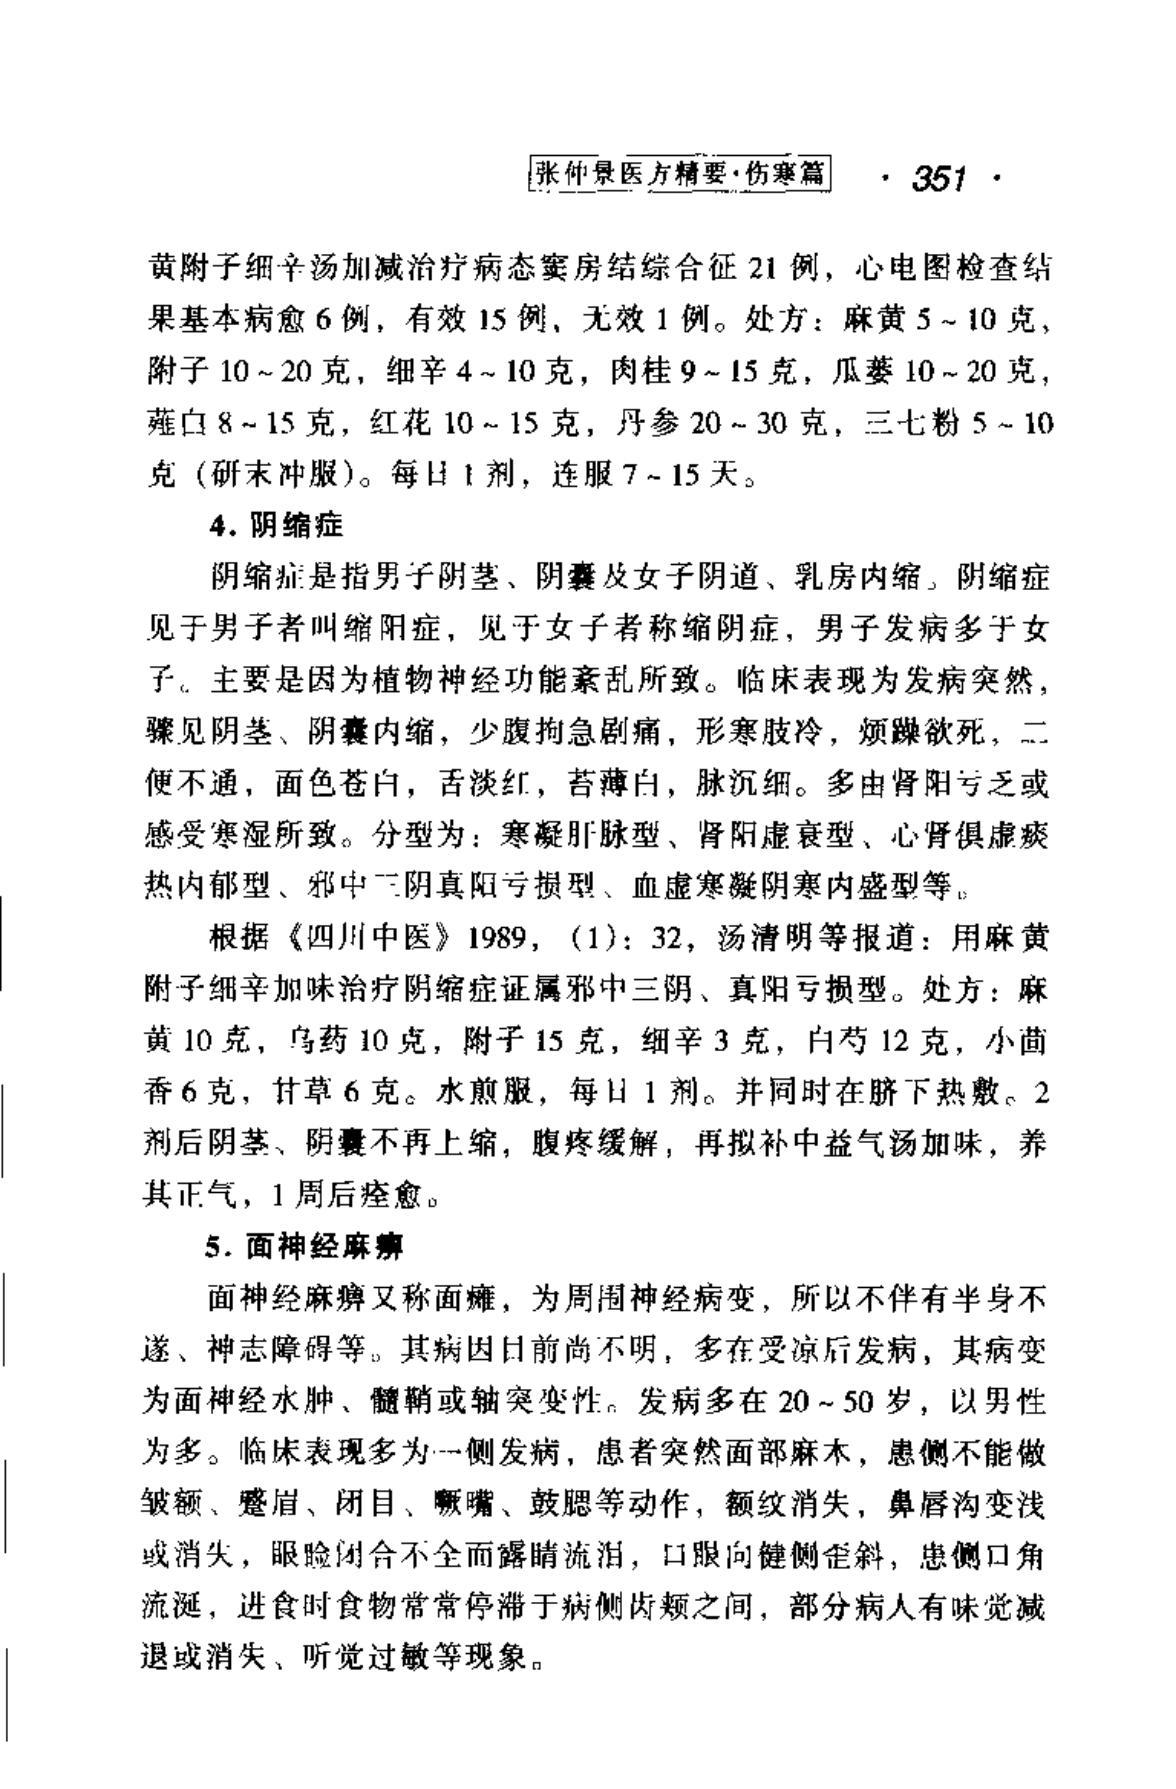 张仲景医方精要·伤寒篇 · 351 ·
黄附子细辛汤加减治疗病态窦房结综合征 21 例，心电图检查结
果基本病愈 6 例，有效 15 例，无效 1 例。处方：麻黄 5～10 克，
附子 10～20 克，细辛 4～10 克，肉桂 9～15 克，瓜蒌 10～20 克，
薤白 8～15 克，红花 10～15 克，丹参 20～30 克，三七粉 5～10
克（研末冲服）。每日 1 剂，连服 7～15 天。
4. 阴缩症
阴缩症是指男子阴茎、阴囊及女子阴道、乳房内缩。阴缩症
见于男子者叫缩阳症，见于女子者称缩阴症，男子发病多于女
子。主要是因为植物神经功能紊乱所致。临床表现为发病突然，
骤见阴茎、阴囊内缩，少腹拘急剧痛，形寒肢冷，烦躁欲死，二
便不通，面色苍白，舌淡红，苔薄白，脉沉细。多由肾阳亏乏或
感受寒湿所致。分型为：寒凝肝脉型、肾阳虚衰型、心肾俱虚痰
热内郁型、邪中三阴真阳亏损型、血虚寒凝阴寒内盛型等。
根据《四川中医》1989，（1）：32，汤清明等报道：用麻黄
附子细辛加味治疗阴缩症证属邪中三阴、真阳亏损型。处方：麻
黄 10 克，乌药 10 克，附子 15 克，细辛 3 克，白芍 12 克，小茴
香 6 克，甘草 6 克。水煎服，每日 1 剂。并同时在脐下热敷。2
剂后阴茎、阴囊不再上缩，腹疼缓解，再拟补中益气汤加味，养
其正气，1 周后痊愈。
5. 面神经麻痹
面神经麻痹又称面瘫，为周围神经病变，所以不伴有半身不
遂、神志障碍等。其病因目前尚不明，多在受凉后发病，其病变
为面神经水肿、髓鞘或轴突变性。发病多在 20～50 岁，以男性
为多。临床表现多为一侧发病，患者突然面部麻木，患侧不能做
皱额、蹙眉、闭目、噘嘴、鼓腮等动作，额纹消失，鼻唇沟变浅
或消失，眼睑闭合不全而露睛流泪，口眼向健侧歪斜，患侧口角
流涎，进食时食物常常停滞于病侧齿颊之间，部分病人有味觉减
退或消失、听觉过敏等现象。